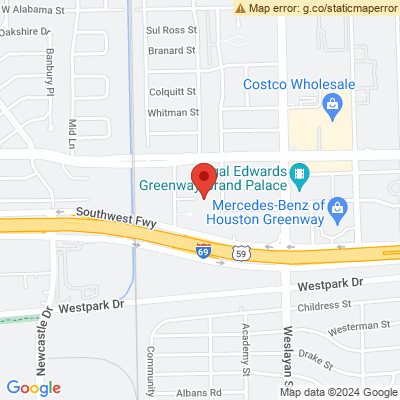 W Alabama St
Map error: g.co/staticmaperror
Oakshire Dr
Sul Ross St
Branard St
Banbury Pl
Costco Wholesale
Colquitt St
Whitman St
Mid Ln
Edwards
Greenway Grand Palace
Mercedes-Benz of
Houston Greenway
Southwest Fwy
69
59
Westpark Dr
Westpark Dr
Childress St
Newcastle Dr
Westerman St
Weslayan S
Academy St
Community
Drake St
Albans Rd
Google
Map data ©2024 Google